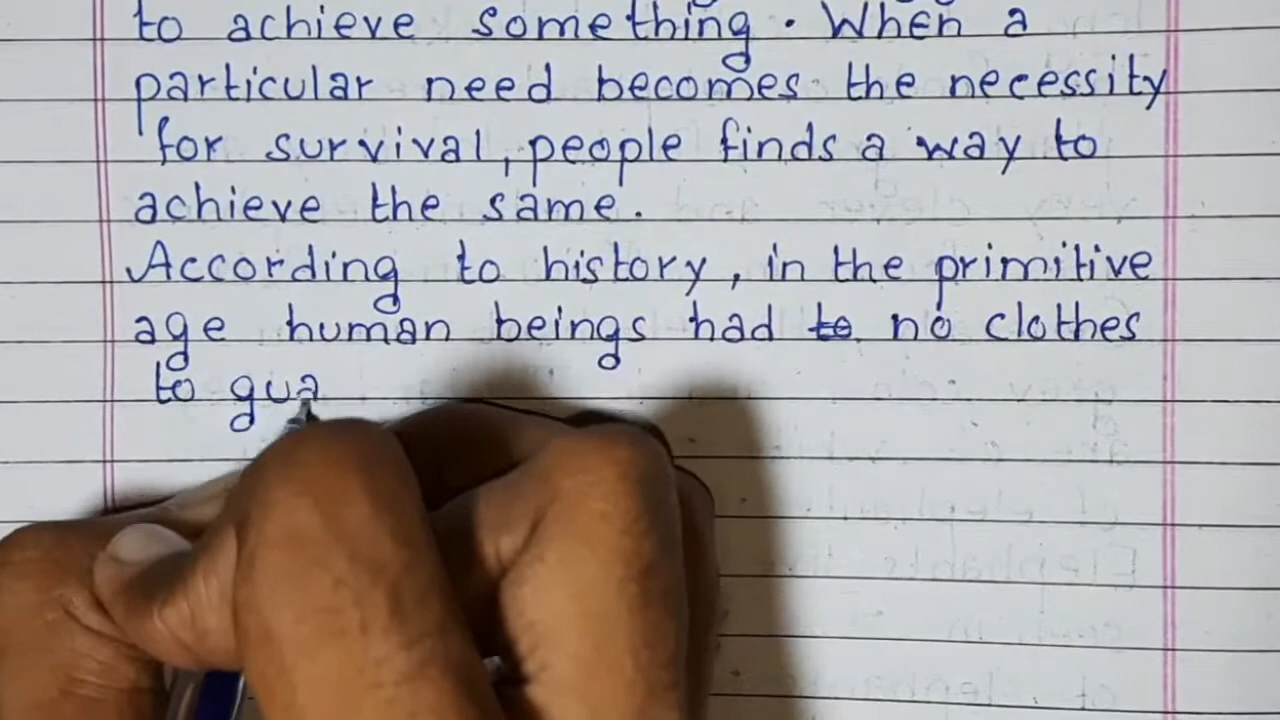 to achieve something. When a
particular need becomes the necessity
for survival, people finds a way to
achieve the same.
According to history, in the primitive
age human beings had to no clothes
to gua